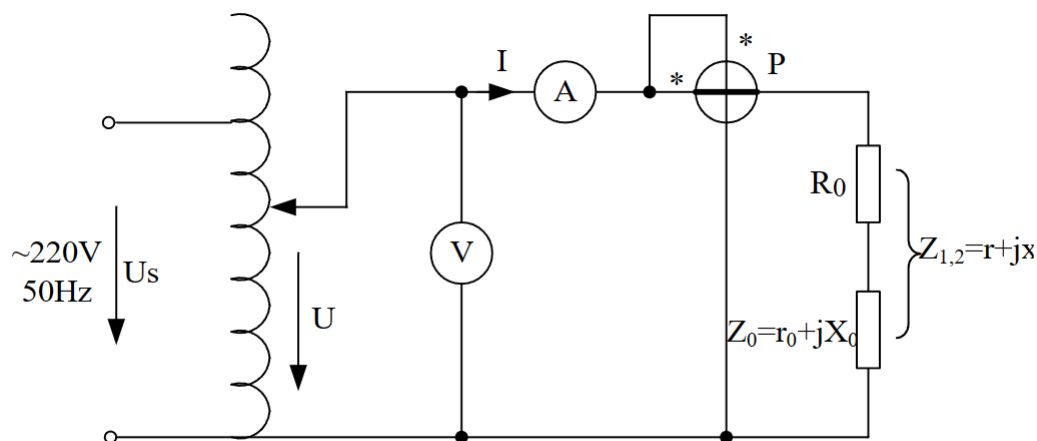 I
A
*
*
P
R0
Z1,2=r+jx
~220V
50Hz
Us
U
V
Z0=r0+jX0